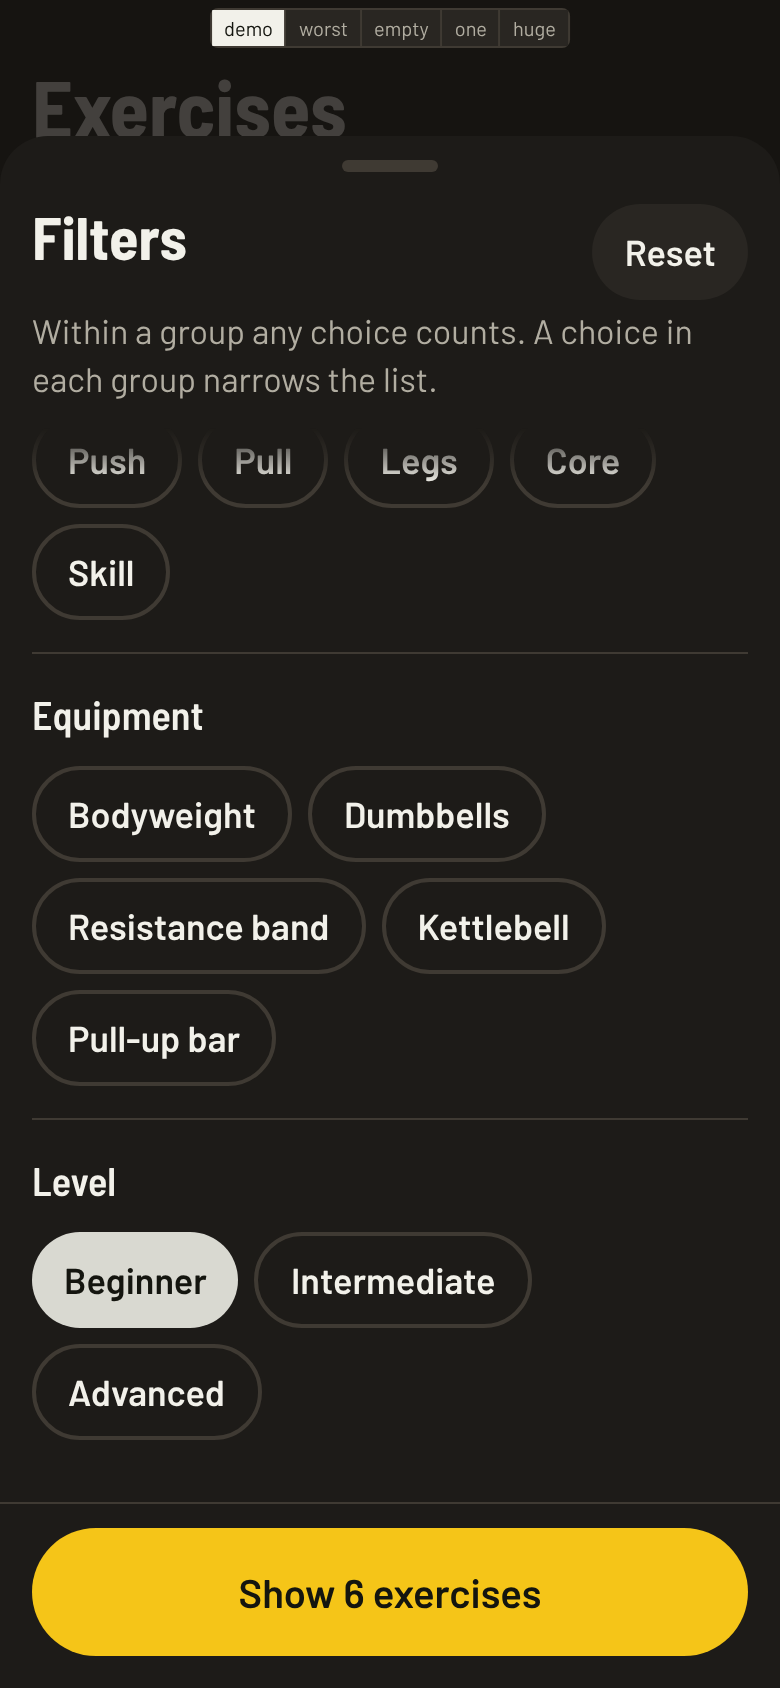 demo worst empty one huge
Exercises
Filters
Reset
Within a group any choice counts. A choice in
each group narrows the list.
Push Pull Legs Core
Skill
Equipment
Bodyweight Dumbbells
Resistance band Kettlebell
Pull-up bar
Level
Beginner Intermediate
Advanced
Show 6 exercises